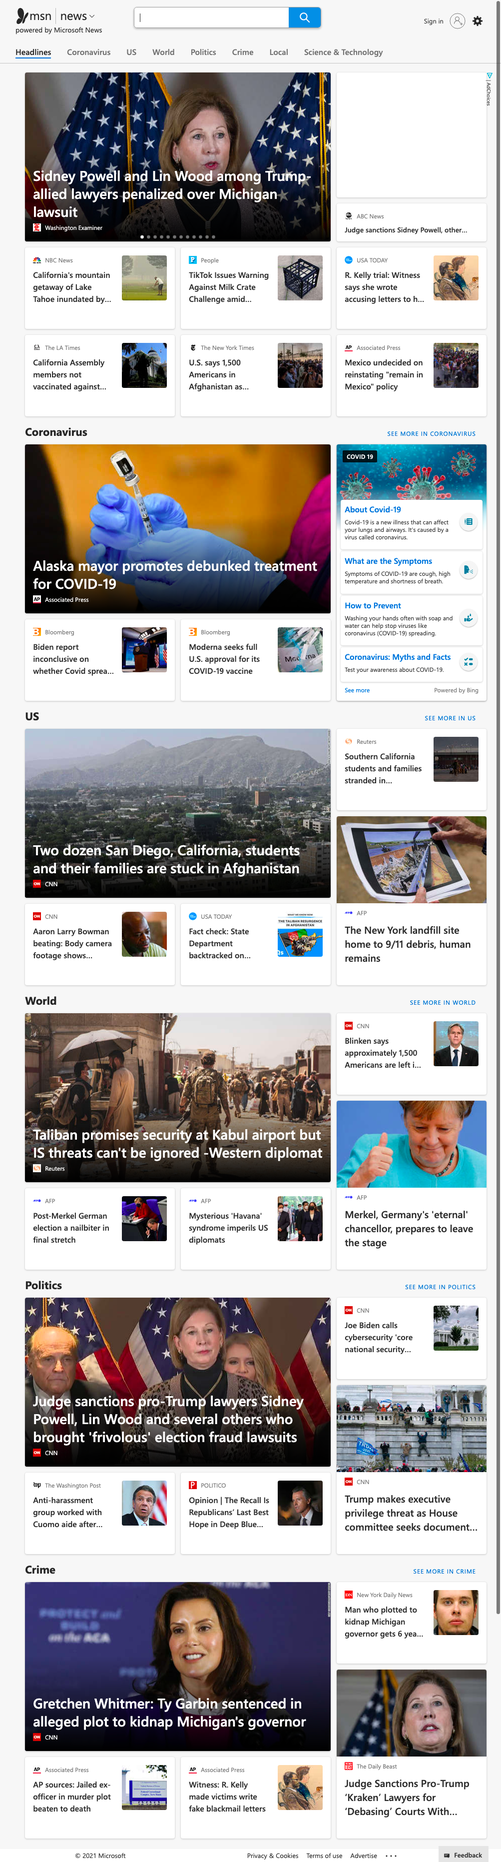 msn | news
powered by Microsoft News
Sign in
Headlines Coronavirus US World Politics Crime Local Science & Technology
Sidney Powell and Lin Wood among Trump-
allied lawyers penalized over Michigan
lawsuit
Washington Examiner
AdChoices
ABC News
Judge sanctions Sidney Powell, other...
NBC News
California's mountain
getaway of Lake
Tahoe inundated by...
People
TikTok Issues Warning
Against Milk Crate
Challenge amid...
USA TODAY
R. Kelly trial: Witness
says she wrote
accusing letters to h...
The LA Times
California Assembly
members not
vaccinated against...
The New York Times
U.S. says 1,500
Americans in
Afghanistan as...
Associated Press
Mexico undecided on
reinstating “remain in
Mexico” policy
Coronavirus
SEE MORE IN CORONAVIRUS
Alaska mayor promotes debunked treatment
for COVID-19
Associated Press
COVID 19
About Covid-19
Covid-19 is a new illness that can affect
your lungs and airways. It's caused by a
virus called coronavirus.
What are the Symptoms
Symptoms of COVID-19 are cough, high
temperature and shortness of breath.
How to Prevent
Washing your hands often with soap and
water can help stop viruses like
coronavirus (COVID-19) spreading.
Coronavirus: Myths and Facts
Test your awareness about COVID-19.
See more
Powered by Bing
Bloomberg
Biden report
inconclusive on
whether Covid sprea...
Bloomberg
Moderna seeks full
U.S. approval for its
COVID-19 vaccine
US
SEE MORE IN US
Two dozen San Diego, California, students
and their families are stuck in Afghanistan
CNN
Reuters
Southern California
students and families
stranded in...
AFP
The New York landfill site
home to 9/11 debris, human
remains
CNN
Aaron Larry Bowman
beating: Body camera
footage shows...
USA TODAY
Fact check: State
Department
backtracked on...
World
SEE MORE IN WORLD
Taliban promises security at Kabul airport but
IS threats can't be ignored -Western diplomat
Reuters
CNN
Blinken says
approximately 1,500
Americans are left i...
AFP
Merkel, Germany's 'eternal'
chancellor, prepares to leave
the stage
AFP
Post-Merkel German
election a nailbiter in
final stretch
AFP
Mysterious 'Havana'
syndrome imperils US
diplomats
Politics
SEE MORE IN POLITICS
Judge sanctions pro-Trump lawyers Sidney
Powell, Lin Wood and several others who
brought 'frivolous' election fraud lawsuits
CNN
CNN
Joe Biden calls
cybersecurity 'core
national security...
CNN
Trump makes executive
privilege threat as House
committee seeks document...
The Washington Post
Anti-harassment
group worked with
Cuomo aide after...
POLITICO
Opinion | The Recall Is
Republicans’ Last Best
Hope in Deep Blue...
Crime
SEE MORE IN CRIME
PROTECT and
BUILD
on the ACA
Gretchen Whitmer: Ty Garbin sentenced in
alleged plot to kidnap Michigan's governor
CNN
New York Daily News
Man who plotted to
kidnap Michigan
governor gets 6 yea...
The Daily Beast
Judge Sanctions Pro-Trump
‘Kraken’ Lawyers for
‘Debasing’ Courts With...
Associated Press
AP sources: Jailed ex-
officer in murder plot
beaten to death
Associated Press
Witness: R. Kelly
made victims write
fake blackmail letters
© 2021 Microsoft
Privacy & Cookies Terms of use Advertise
Feedback